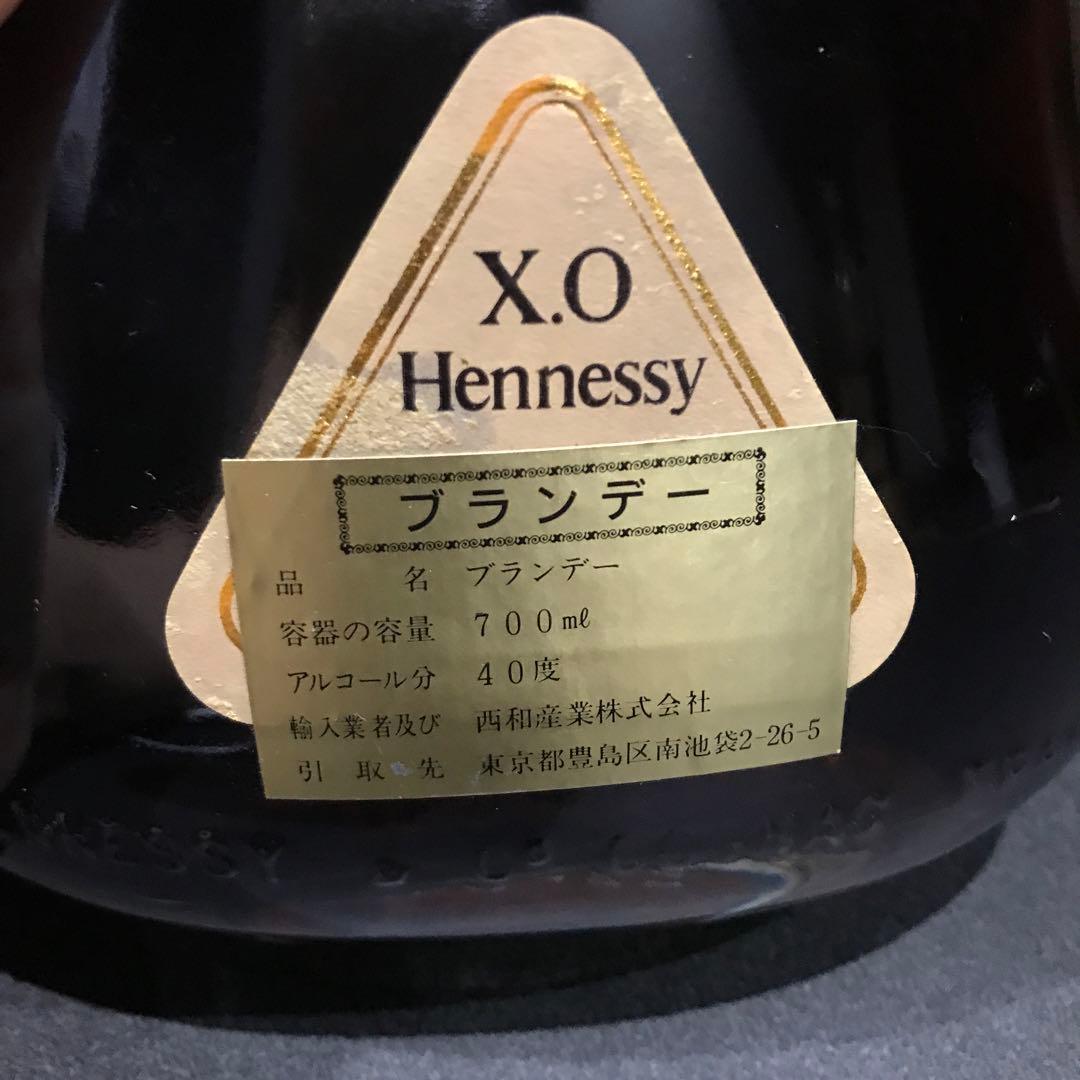 X.O
Hennessy
ブランデー
品名 ブランデー
容器の容量 700㎖
アルコール分 40度
輸入業者及び 西和産業株式会社
引取先 東京都豊島区南池袋2-26-5